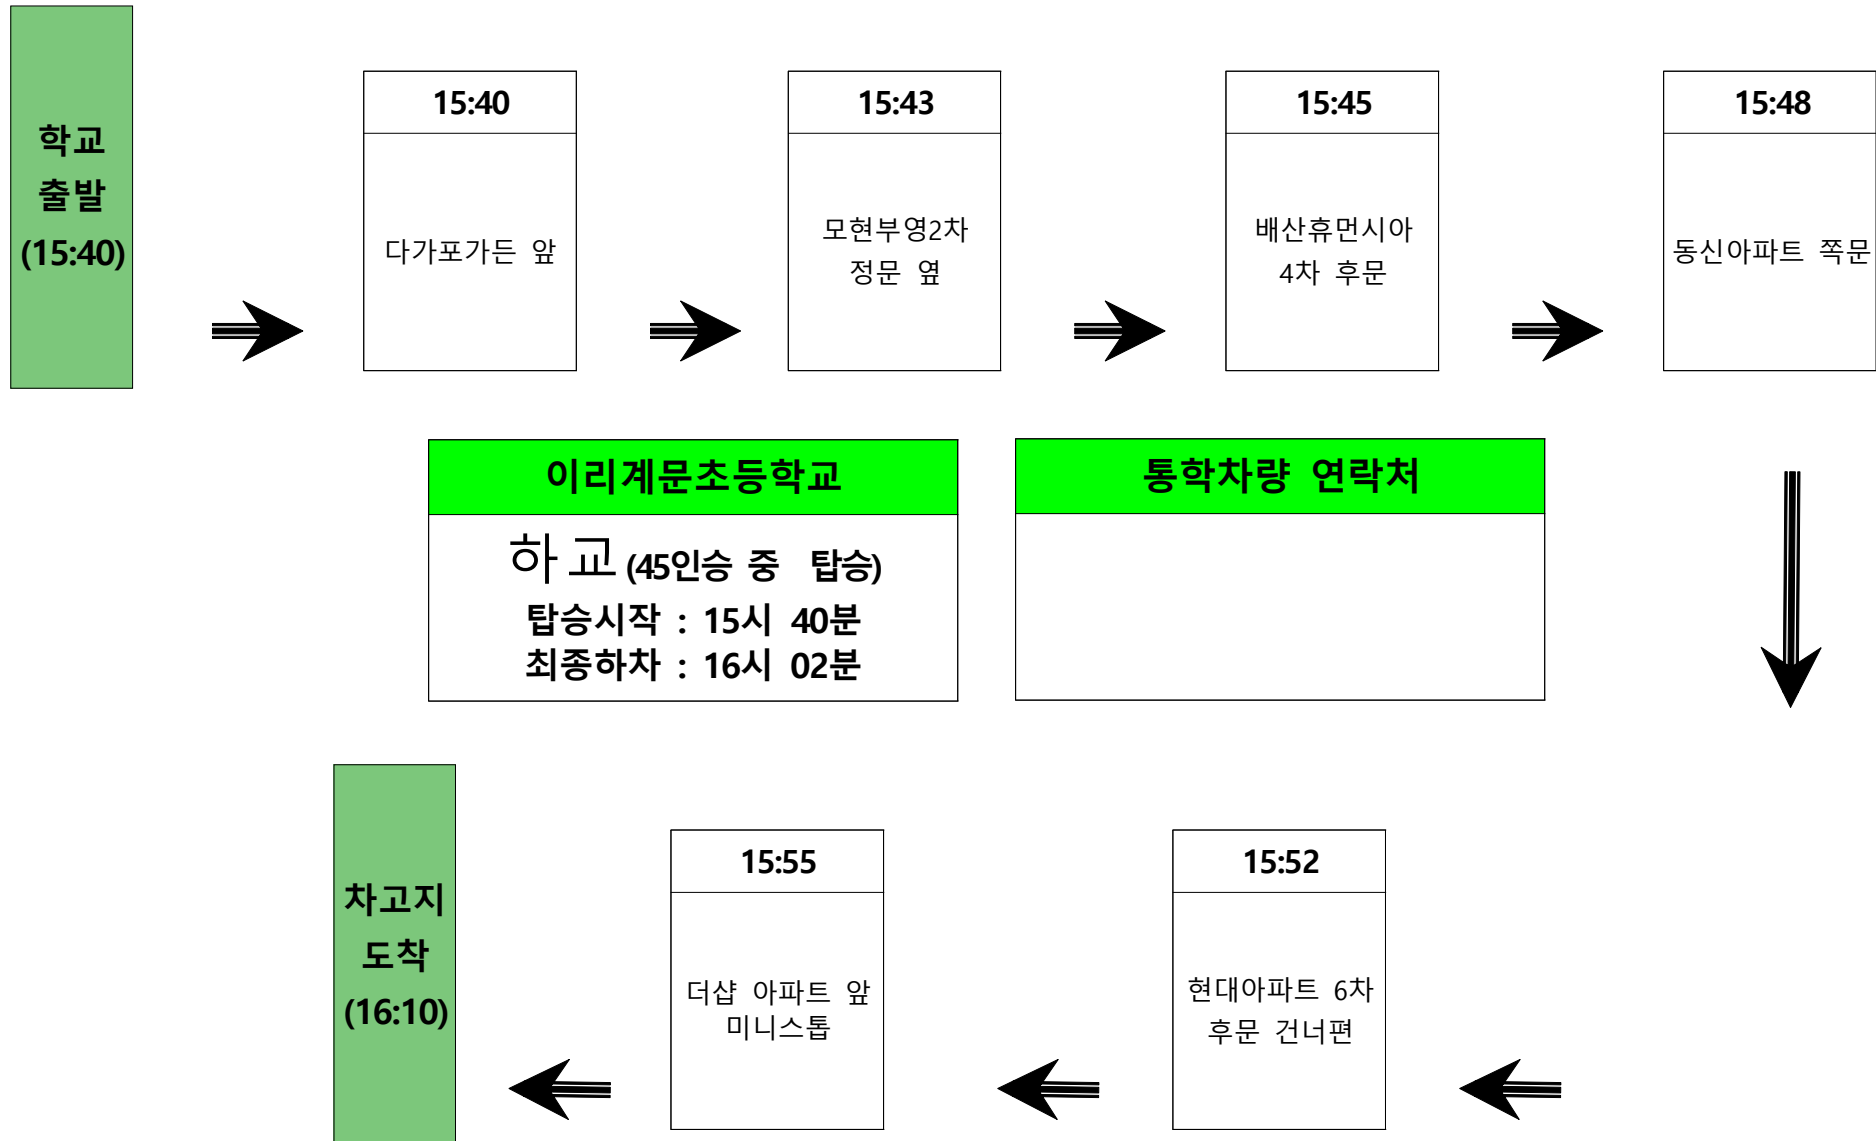 학교
출발
(15:40)
15:40
다가포가든 앞
15:43
모현부영2차
정문 옆
15:45
배산휴먼시아
4차 후문
15:48
동신아파트 쪽문
이리계문초등학교
하교(45인승 중 탑승)
탑승시작 : 15시 40분
최종하차 : 16시 02분
통학차량 연락처
15:52
현대아파트 6차
후문 건너편
15:55
더샵 아파트 앞
미니스톱
차고지
도착
(16:10)